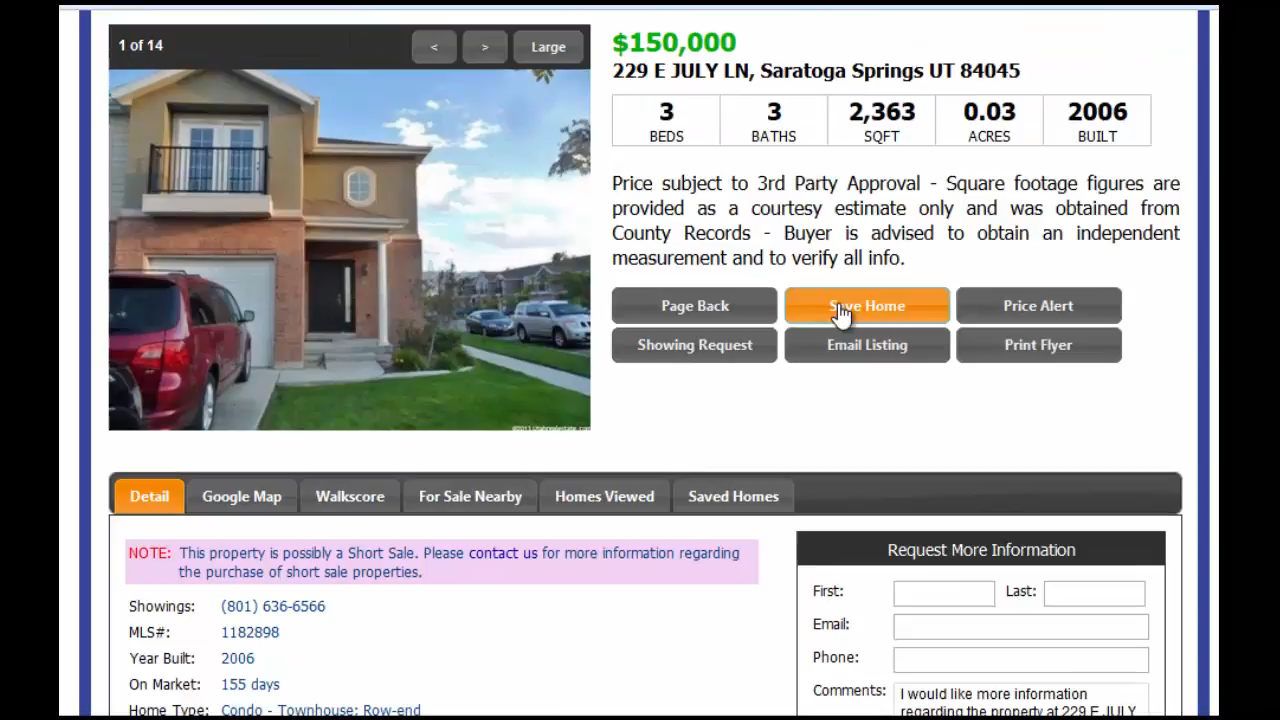 1 of 14
<
>
Large
$150,000
229 E JULY LN, Saratoga Springs UT 84045
3
BEDS
3
BATHS
2,363
SQFT
0.03
ACRES
2006
BUILT
Price subject to 3rd Party Approval - Square footage figures are
provided as a courtesy estimate only and was obtained from
County Records - Buyer is advised to obtain an independent
measurement and to verify all info.
Page Back
Save Home
Price Alert
Showing Request
Email Listing
Print Flyer
Detail
Google Map
Walkscore
For Sale Nearby
Homes Viewed
Saved Homes
NOTE: This property is possibly a Short Sale. Please contact us for more information regarding
the purchase of short sale properties.
Showings: (801) 636-6566
MLS#: 1182898
Year Built: 2006
On Market: 155 days
Home Type: Condo - Townhouse: Row-end
Request More Information
First:
Last:
Email:
Phone:
Comments:
I would like more information
regarding the property at 229 E JULY